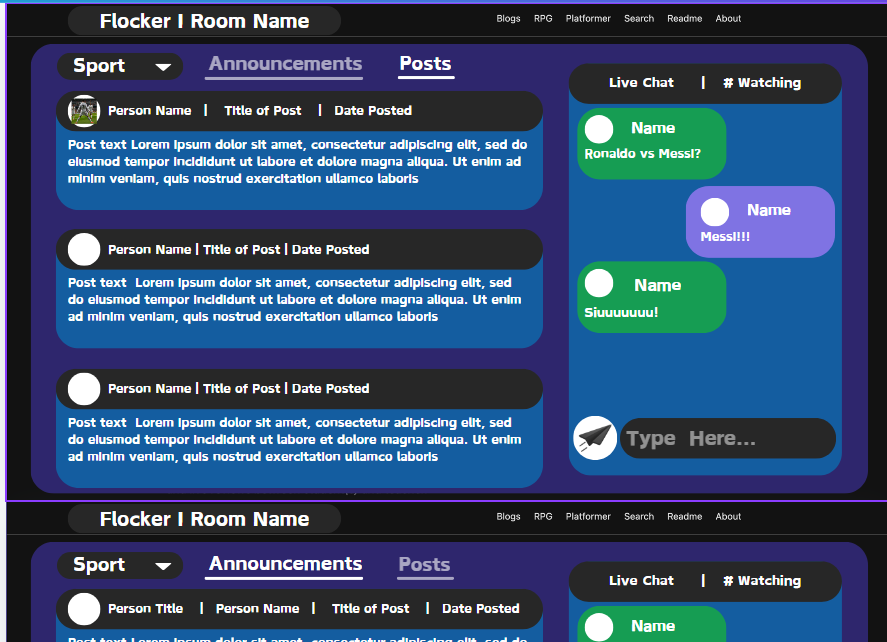 Flocker | Room Name
Blogs RPG Platformer Search Readme About
Sport Announcements Posts
Person Name | Title of Post | Date Posted
Post text Lorem ipsum dolor sit amet, consectetur adipiscing elit, sed do
eiusmod tempor incididunt ut labore et dolore magna aliqua. Ut enim ad
minim veniam, quis nostrud exercitation ullamco laboris
Person Name | Title of Post | Date Posted
Post text Lorem ipsum dolor sit amet, consectetur adipiscing elit, sed
do eiusmod tempor incididunt ut labore et dolore magna aliqua. Ut enim
ad minim veniam, quis nostrud exercitation ullamco laboris
Person Name | Title of Post | Date Posted
Post text Lorem ipsum dolor sit amet, consectetur adipiscing elit, sed
do eiusmod tempor incididunt ut labore et dolore magna aliqua. Ut enim
ad minim veniam, quis nostrud exercitation ullamco laboris
Live Chat | # Watching
Name
Ronaldo vs Messi?
Name
Messi!!!
Name
Siuuuuuuu!
Type Here...
Flocker | Room Name
Blogs RPG Platformer Search Readme About
Sport Announcements Posts
Person Title | Person Name | Title of Post | Date Posted
Post text Lorem ipsum dolor sit amet, consectetur adipiscing elit, sed do
Live Chat | # Watching
Name